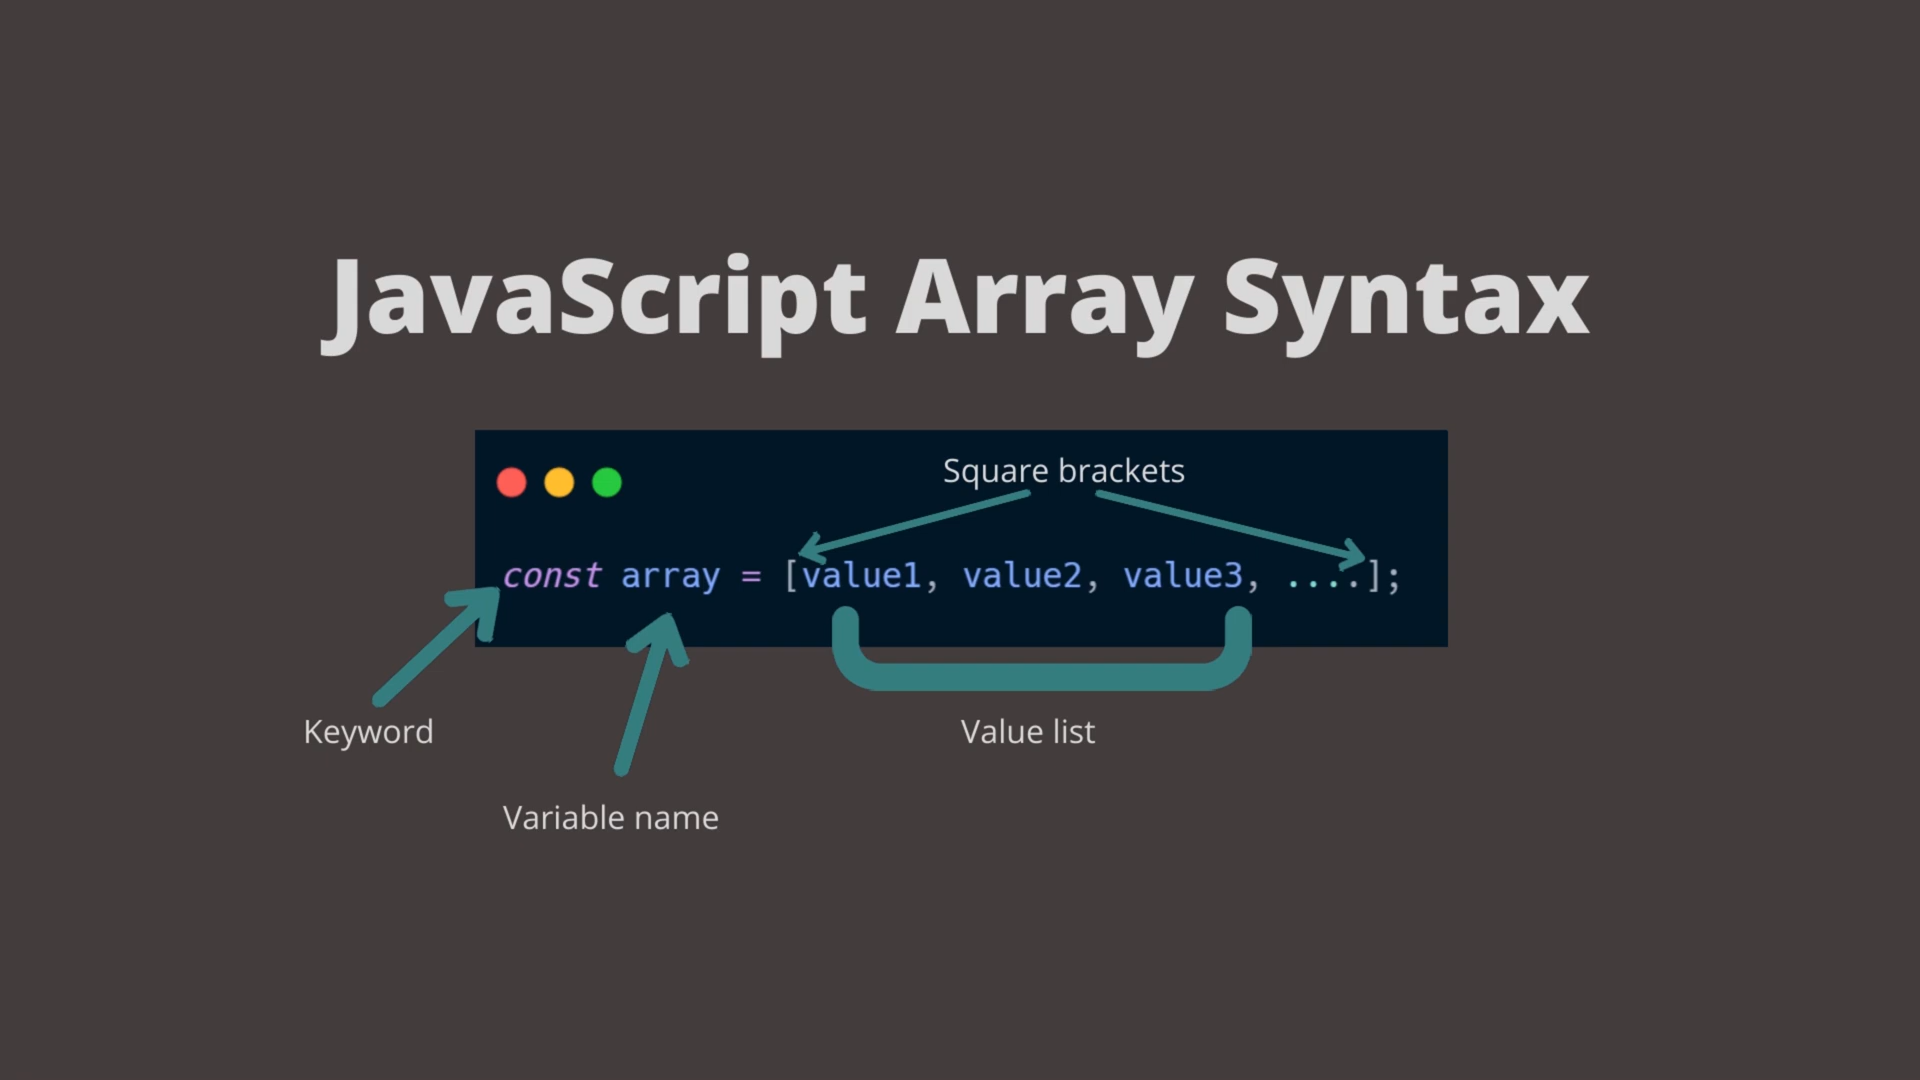 JavaScript Array Syntax
Square brackets
const array = [value1, value2, value3, ....];
Keyword
Value list
Variable name